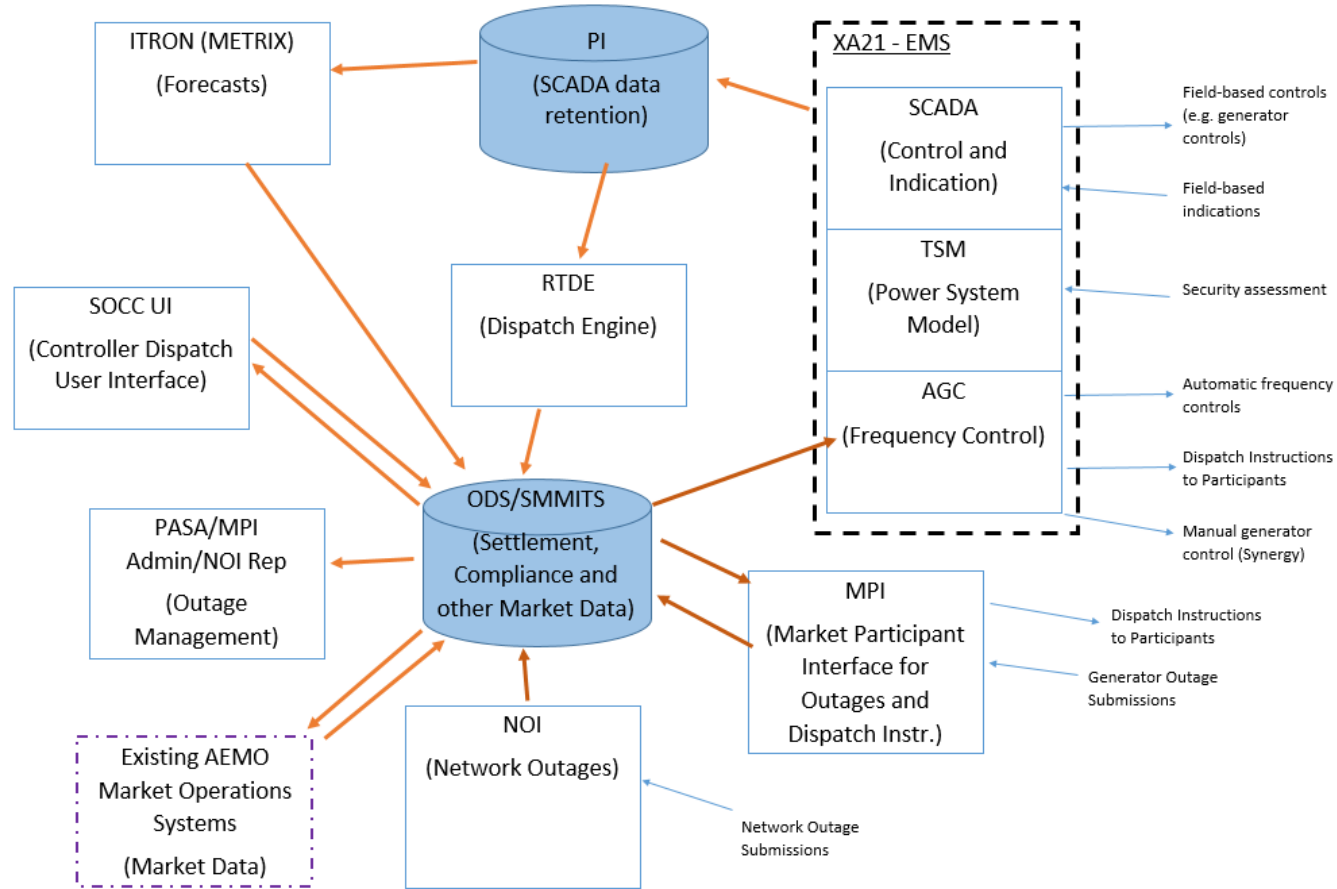 ITRON (METRIX)
(Forecasts)
PI
(SCADA data
retention)
XA21 - EMS
SCADA
(Control and
Indication)
TSM
(Power System
Model)
AGC
(Frequency Control)
Field-based controls
(e.g. generator
controls)
Field-based
indications
Security assessment
Automatic frequency
controls
Dispatch Instructions
to Participants
Manual generator
control (Synergy)
RTDE
(Dispatch Engine)
SOCC UI
(Controller Dispatch
User Interface)
ODS/SMMITS
(Settlement,
Compliance and
other Market Data)
PASA/MPI
Admin/NOI Rep
(Outage
Management)
MPI
(Market Participant
Interface for
Outages and
Dispatch Instr.)
Dispatch Instructions
to Participants
Generator Outage
Submissions
Existing AEMO
Market Operations
Systems
(Market Data)
NOI
(Network Outages)
Network Outage
Submissions